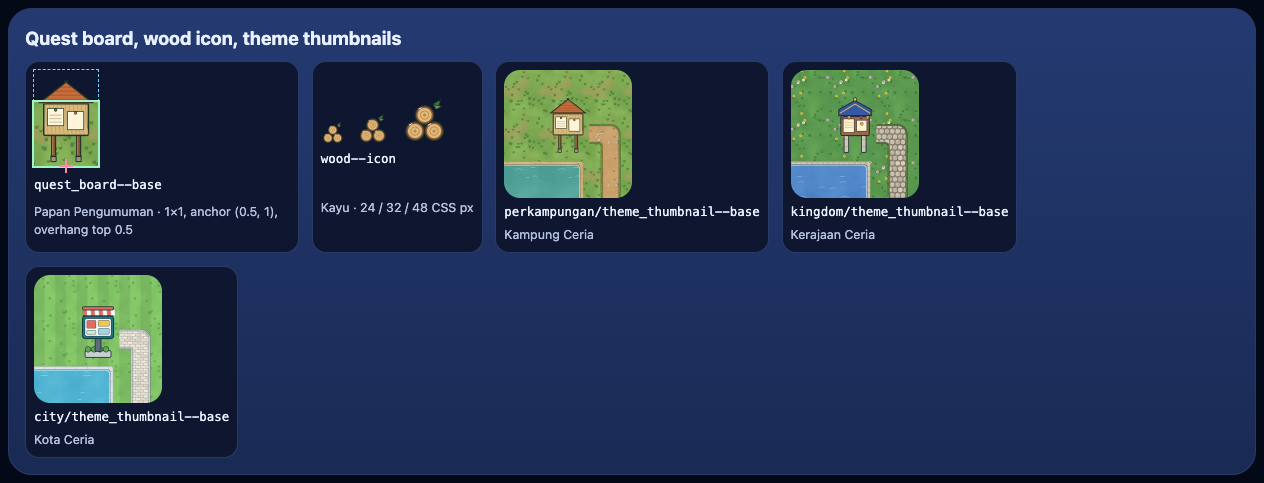 Quest board, wood icon, theme thumbnails
quest_board--base
Papan Pengumuman · 1×1, anchor (0.5, 1),
overhang top 0.5
wood--icon
Kayu · 24 / 32 / 48 CSS px
perkampungan/theme_thumbnail--base
Kampung Ceria
kingdom/theme_thumbnail--base
Kerajaan Ceria
city/theme_thumbnail--base
Kota Ceria